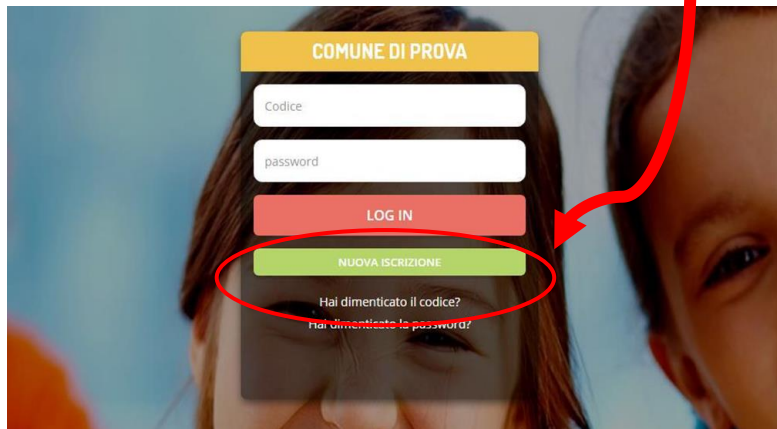 COMUNE DI PROVA
Codice
password
LOG IN
NUOVA ISCRIZIONE
Hai dimenticato il codice?
Hai dimenticato la password?